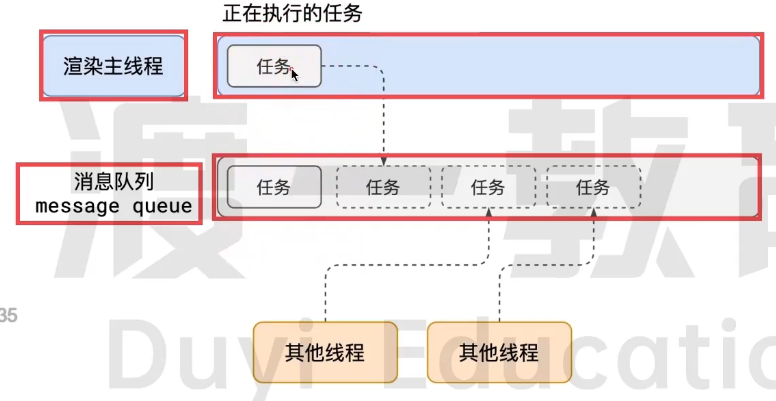 正在执行的任务
渲染主线程
任务
消息队列
message queue
任务
任务
任务
任务
35
其他线程
其他线程
渡一教育
Duyi Educatio